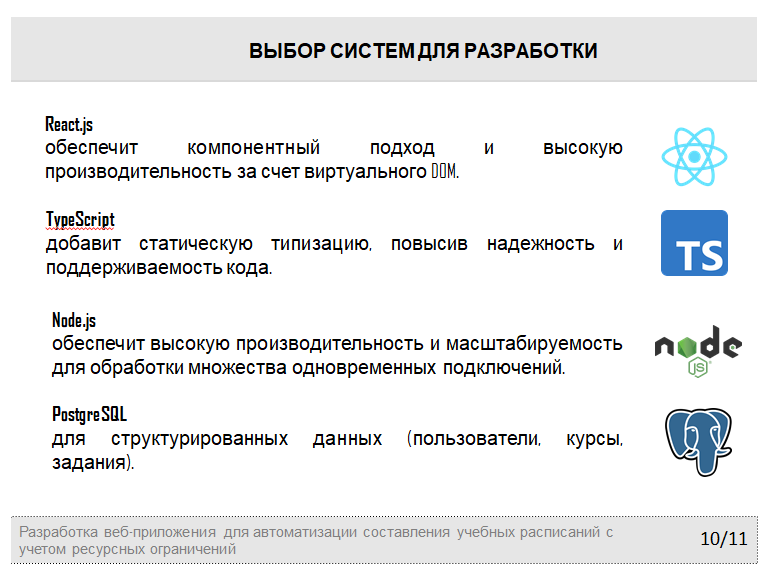 ВЫБОР СИСТЕМ ДЛЯ РАЗРАБОТКИ
React.js
обеспечит компонентный подход и высокую
производительность за счет виртуального DOM.
TypeScript
добавит статическую типизацию, повысив надежность и
поддерживаемость кода.
TS
Node.js
обеспечит высокую производительность и масштабируемость
для обработки множества одновременных подключений.
node
JS
PostgreSQL
для структурированных данных (пользователи, курсы,
задания).
Разработка веб-приложения для автоматизации составления учебных расписаний с
учетом ресурсных ограничений
10/11